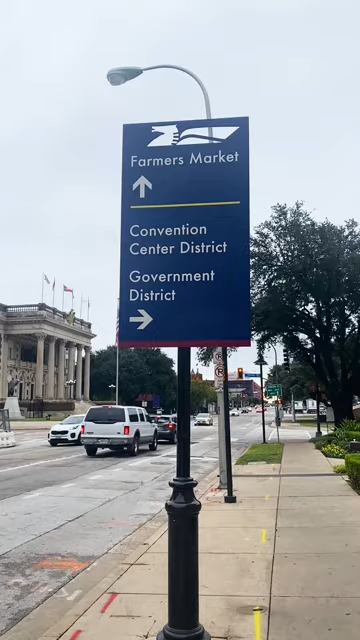 Farmers Market
Convention
Center District
Government
District